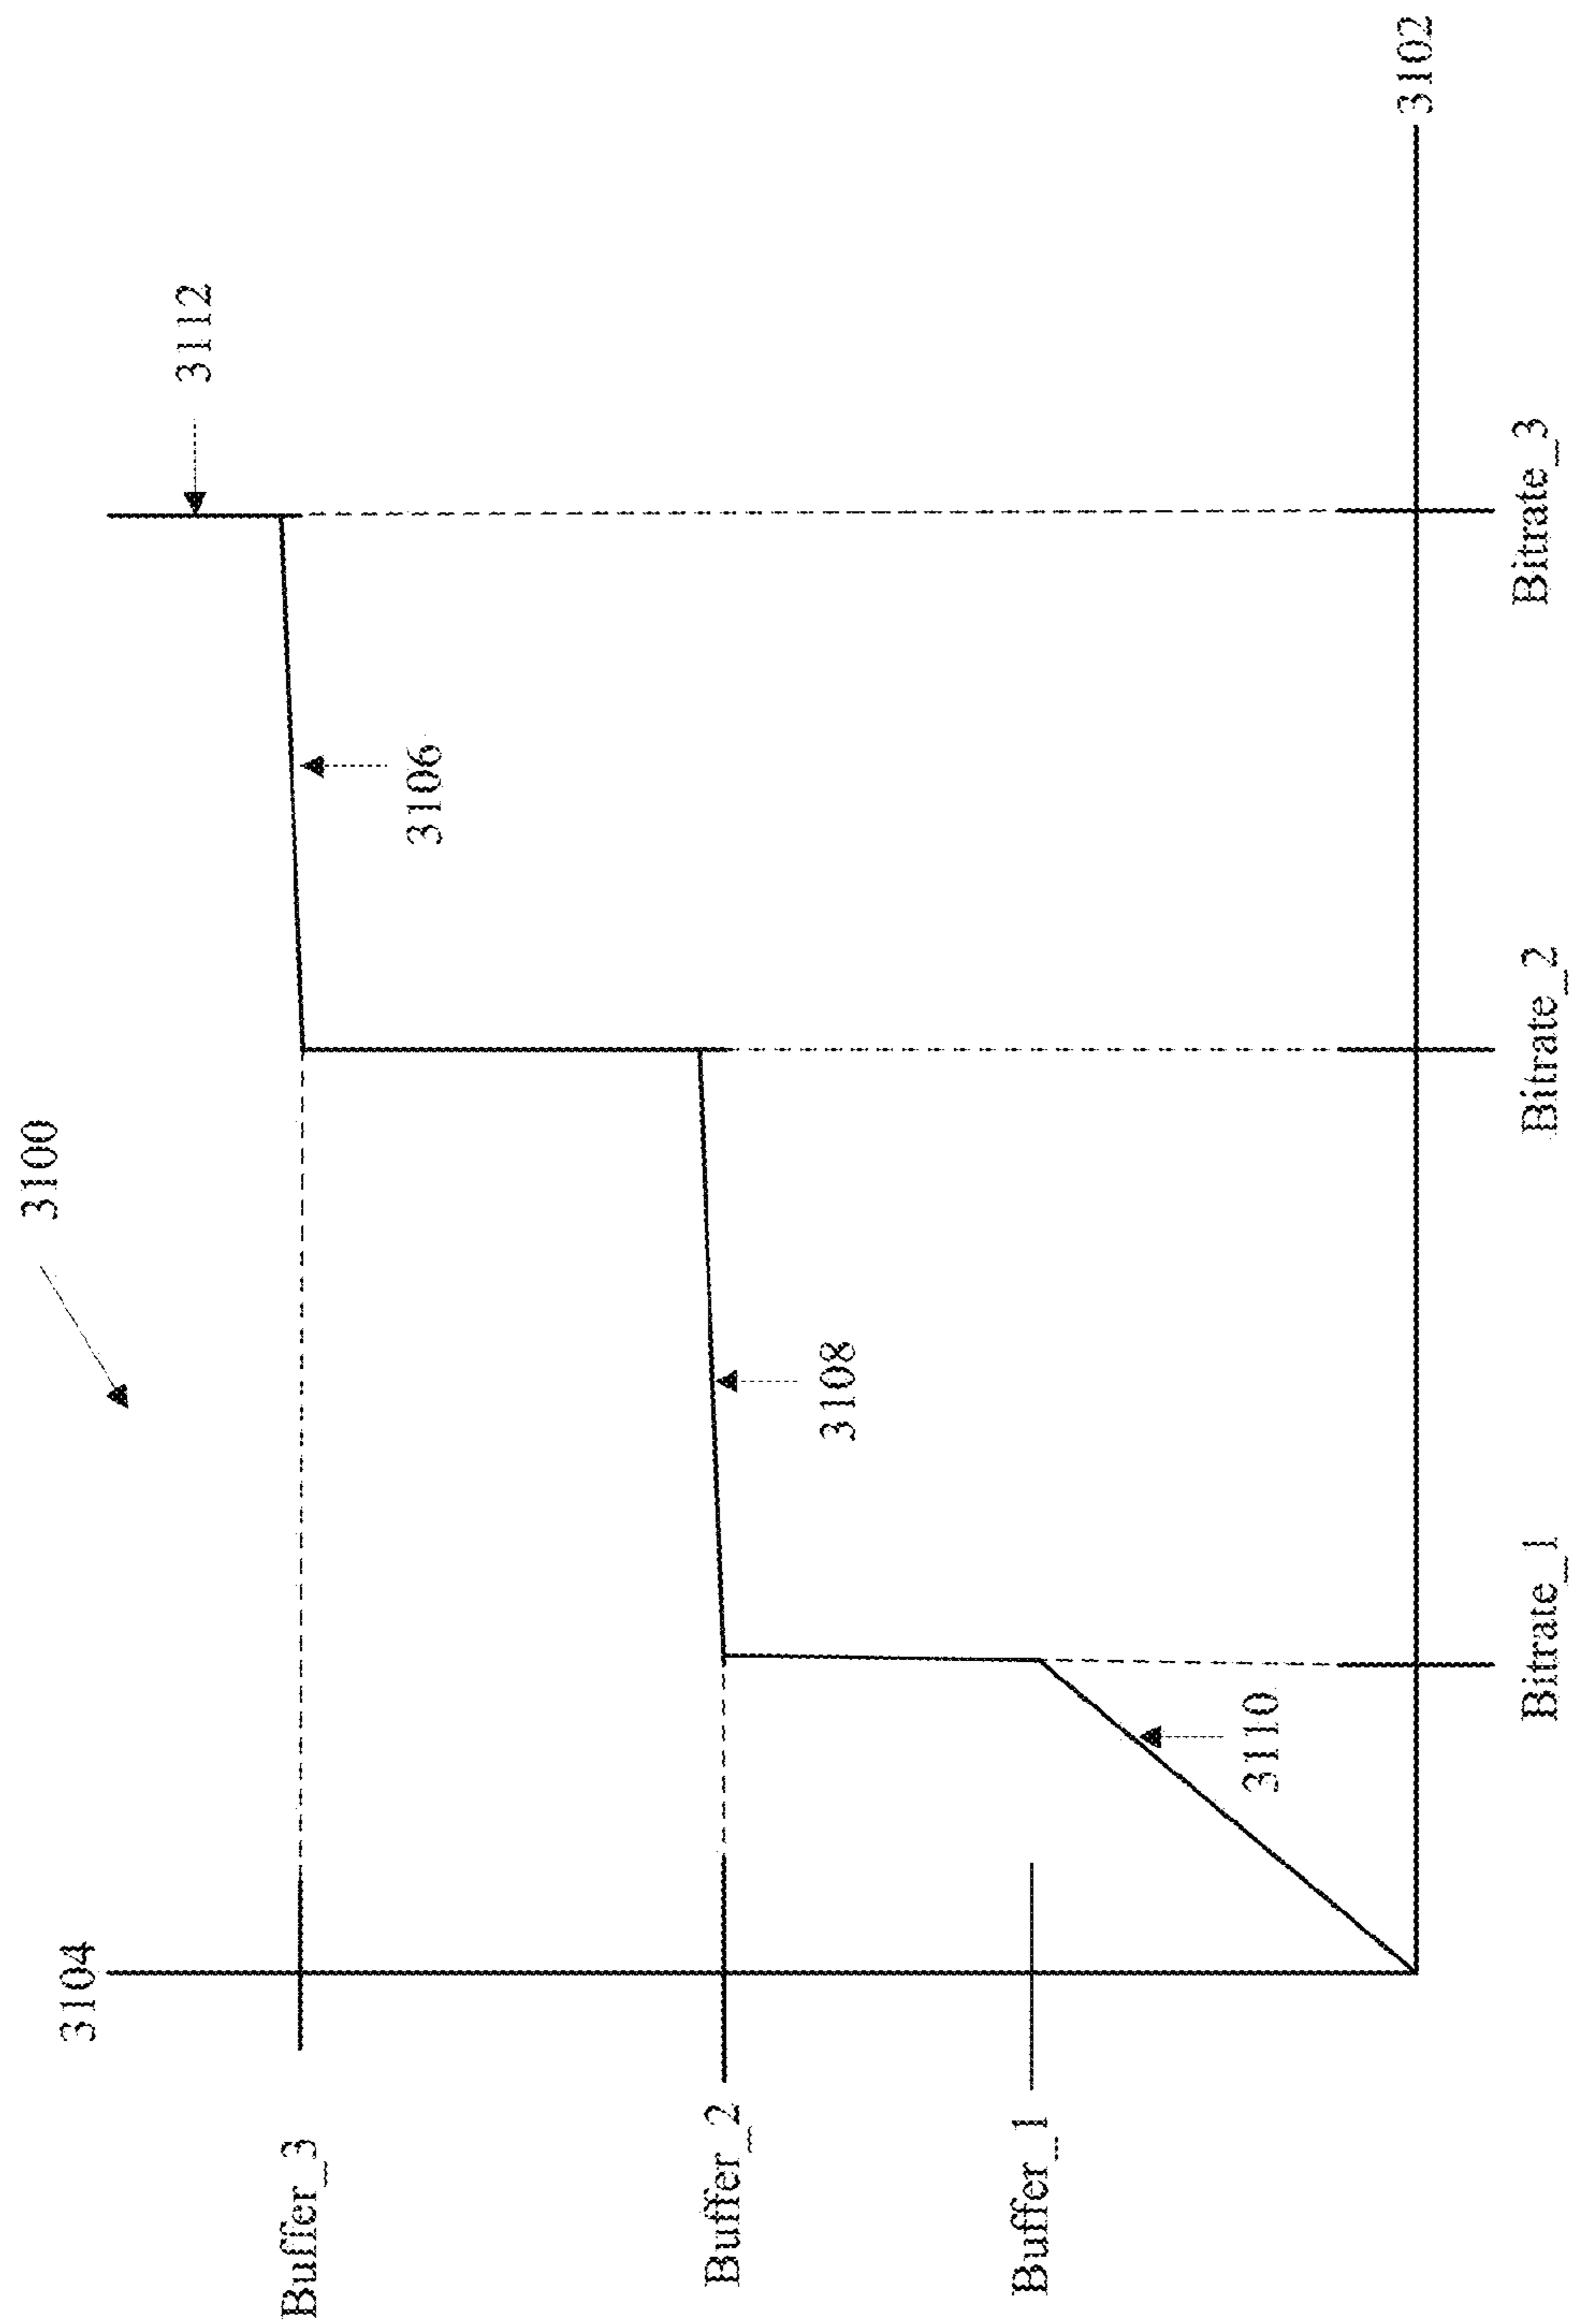 3100
3104
3112
Buffer_3
3106
Buffer_2
3108
Buffer_1
3110
3102
Bitrate_1
Bitrate_2
Bitrate_3